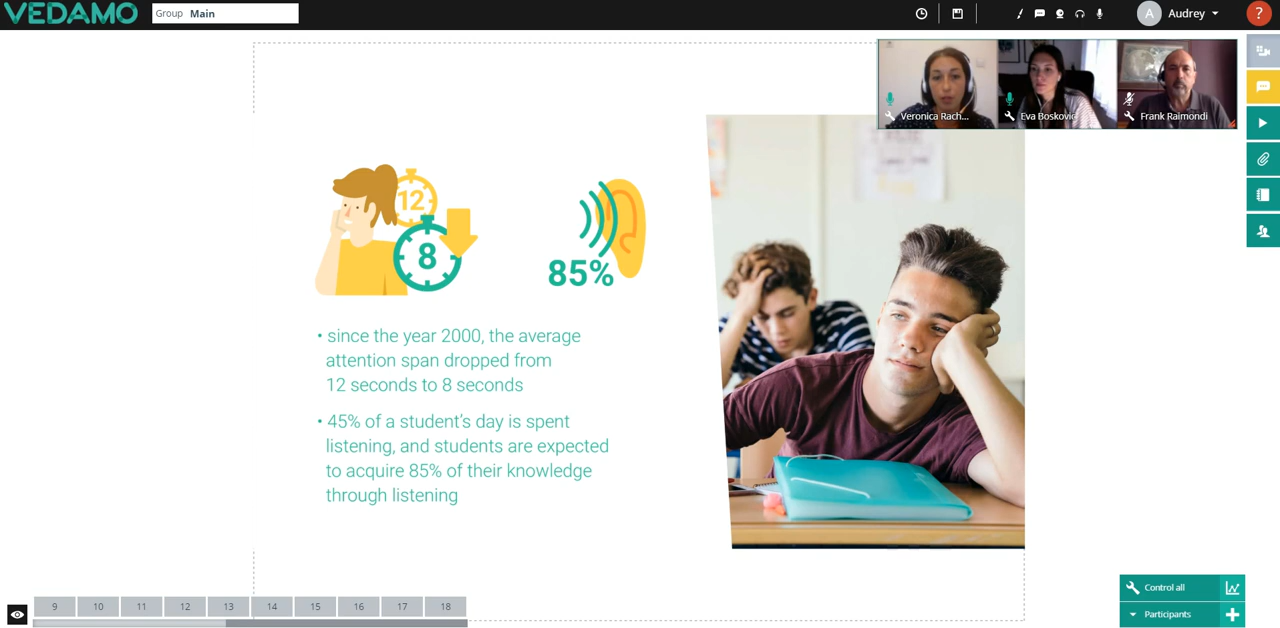 VEDAMO
Group Main
A Audrey
?
Veronica Rach...
Eva Boskovic
Frank Raimondi
12
8
85%
• since the year 2000, the average
attention span dropped from
12 seconds to 8 seconds
• 45% of a student's day is spent
listening, and students are expected
to acquire 85% of their knowledge
through listening
9 10 11 12 13 14 15 16 17 18
Control all
Participants